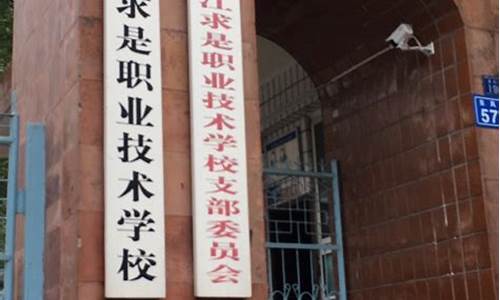 求是职业技术学校
江求是职业技术学校支部委员会
57